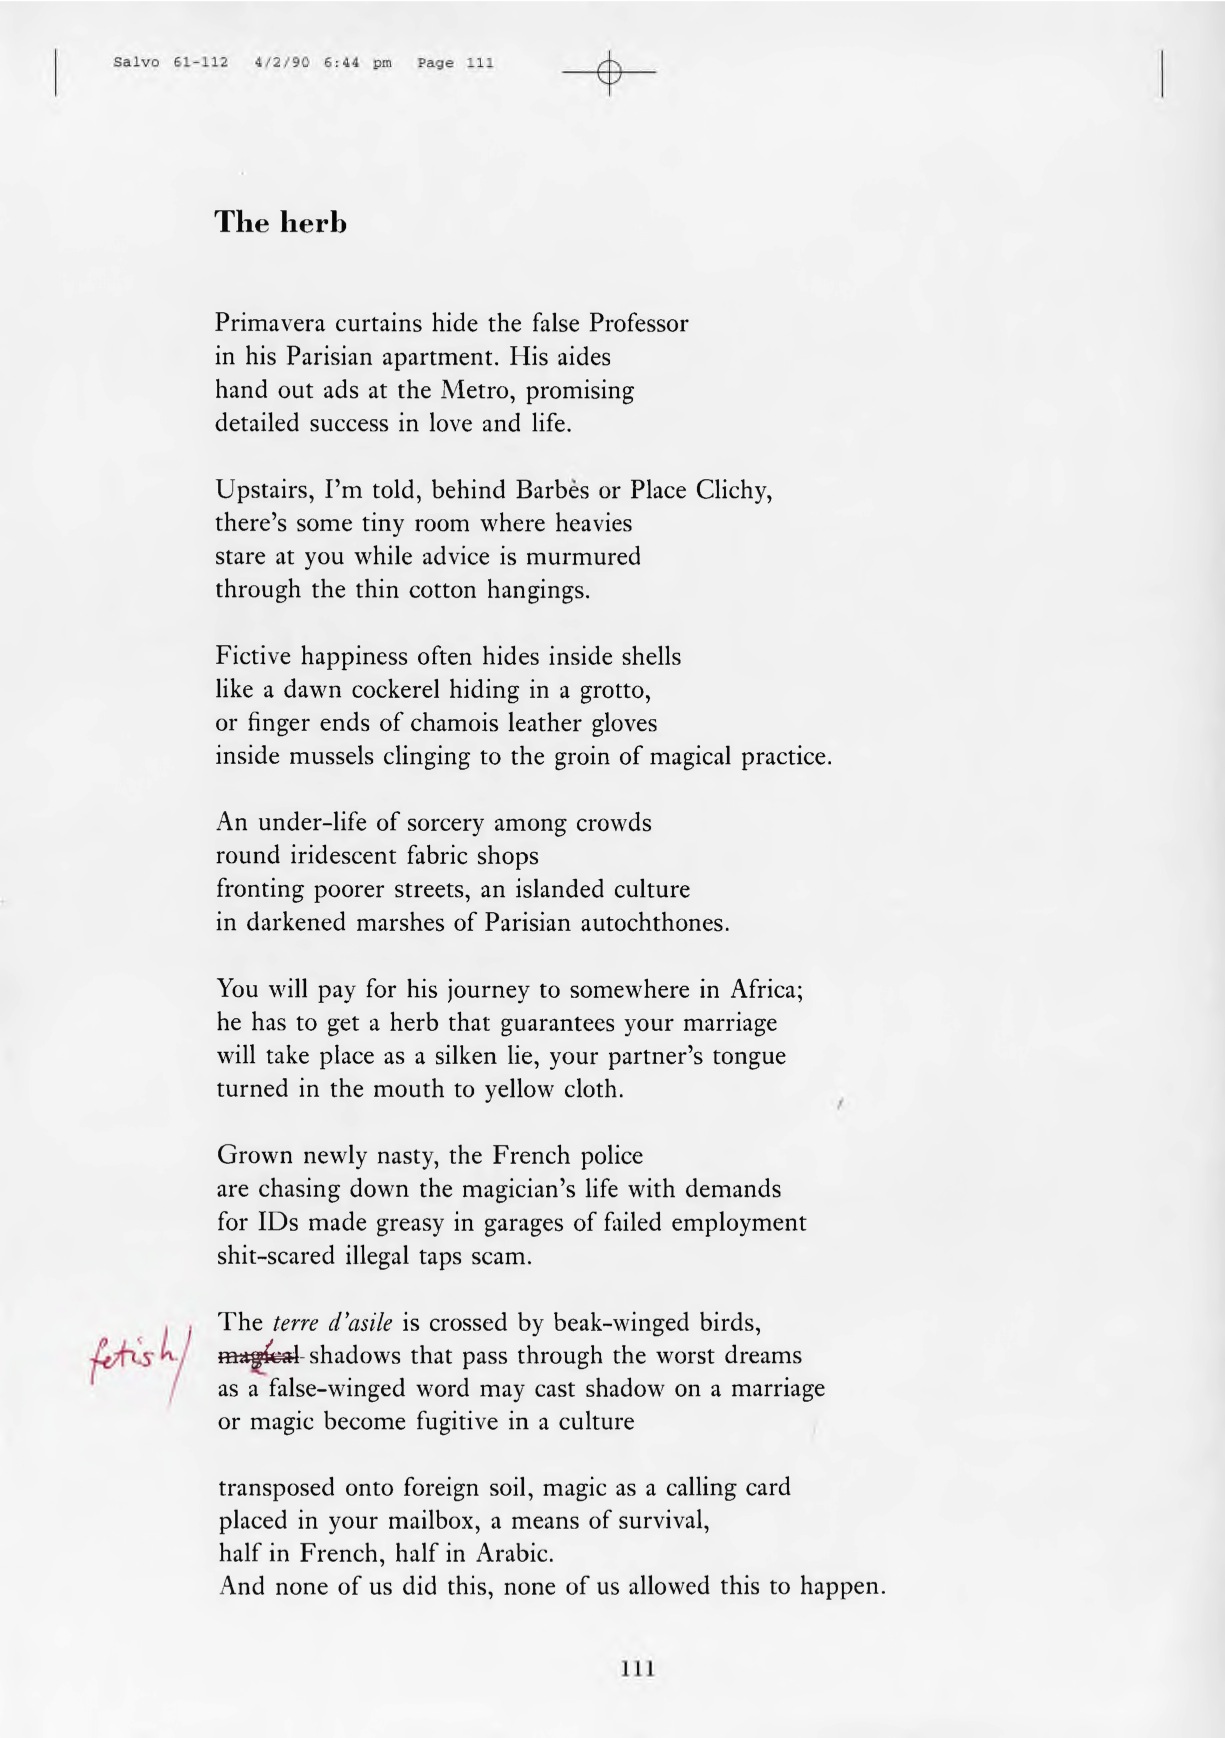 Salvo 61-112 4/2/90 6:44 pm Page 111
The herb
Primavera curtains hide the false Professor
in his Parisian apartment. His aides
hand out ads at the Metro, promising
detailed success in love and life.
Upstairs, I'm told, behind Barbès or Place Clichy,
there's some tiny room where heavies
stare at you while advice is murmured
through the thin cotton hangings.
Fictive happiness often hides inside shells
like a dawn cockerel hiding in a grotto,
or finger ends of chamois leather gloves
inside mussels clinging to the groin of magical practice.
An under-life of sorcery among crowds
round iridescent fabric shops
fronting poorer streets, an islanded culture
in darkened marshes of Parisian autochthones.
You will pay for his journey to somewhere in Africa;
he has to get a herb that guarantees your marriage
will take place as a silken lie, your partner's tongue
turned in the mouth to yellow cloth.
Grown newly nasty, the French police
are chasing down the magician's life with demands
for IDs made greasy in garages of failed employment
shit-scared illegal taps scam.
The terre d'asile is crossed by beak-winged birds,
fetish/ magical shadows that pass through the worst dreams
as a false-winged word may cast shadow on a marriage
or magic become fugitive in a culture
transposed onto foreign soil, magic as a calling card
placed in your mailbox, a means of survival,
half in French, half in Arabic.
And none of us did this, none of us allowed this to happen.
111